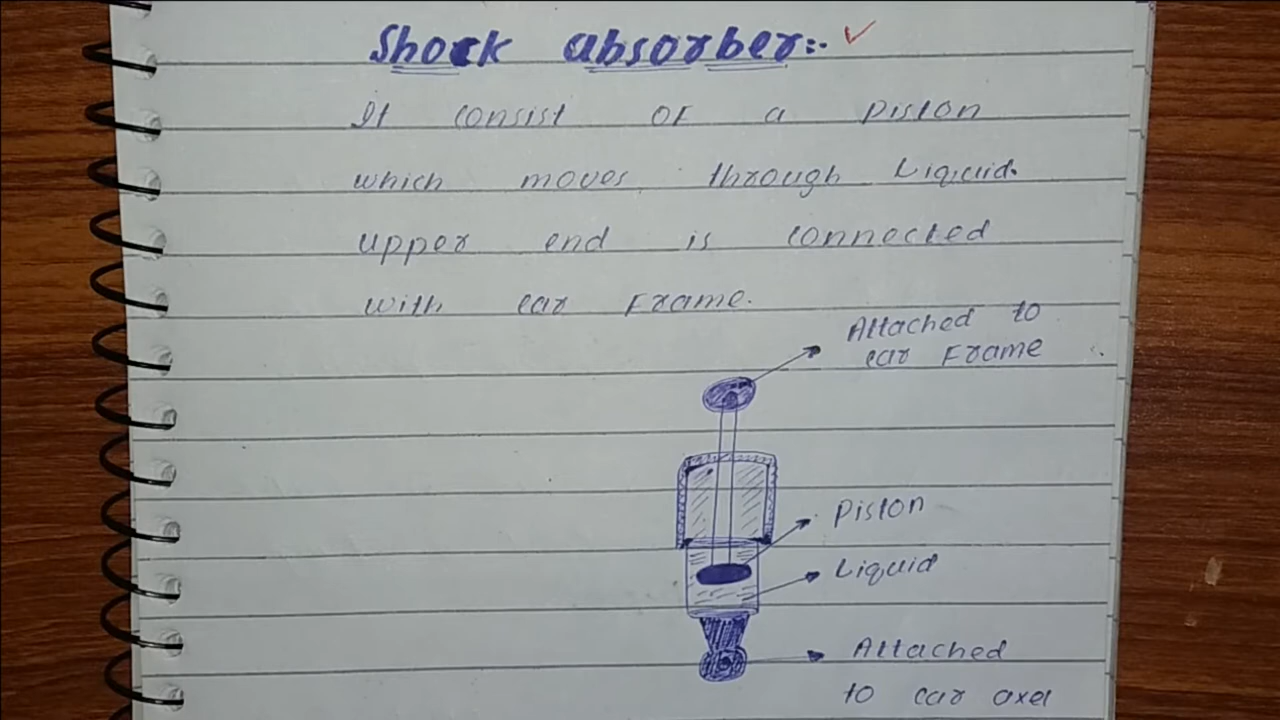 Shock absorber:-
It consist of a piston
which moves through Liquid.
upper end is connected
with car Frame.
Attached to
car Frame
Piston
Liquid
Attached
to car axel